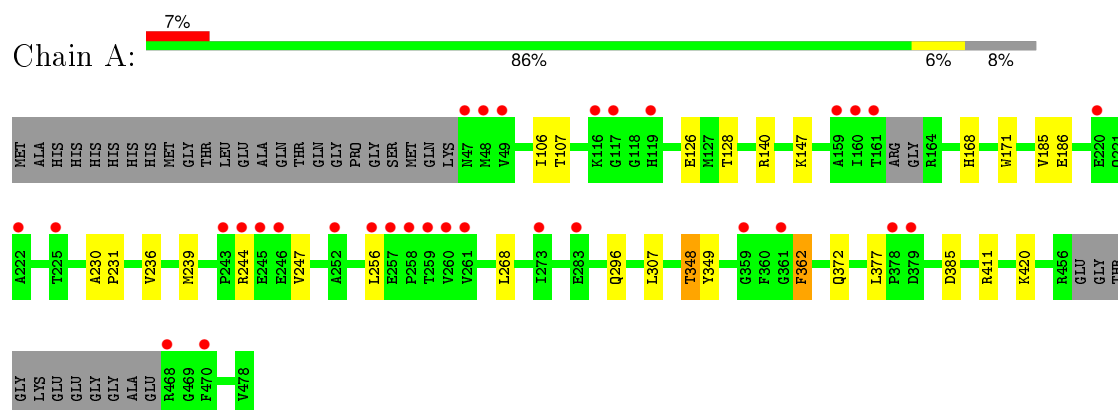 7%
Chain A:
86% 6% 8%
MET ALA HIS HIS HIS HIS HIS HIS MET GLY THR LEU GLU ALA GLN THR GLN GLY PRO GLY SER MET GLN LYS N47 M48 V49 I106 T107 K116 G117 G118 H119 E126 M127 T128 R140 K147 A159 I160 T161 ARG GLY R164 H168 W171 V185 E186 E220 Q221
A222 T225 A230 P231 V236 M239 P243 R244 E245 E246 V247 A252 L256 E257 P258 T259 V260 V261 L268 I273 E283 Q296 L307 T348 Y349 G359 F360 G361 F362 Q372 L377 P378 D379 D385 R411 K420 R456 GLU GLY THR
GLY LYS GLU GLU GLY GLY ALA GLU R468 G469 F470 V478